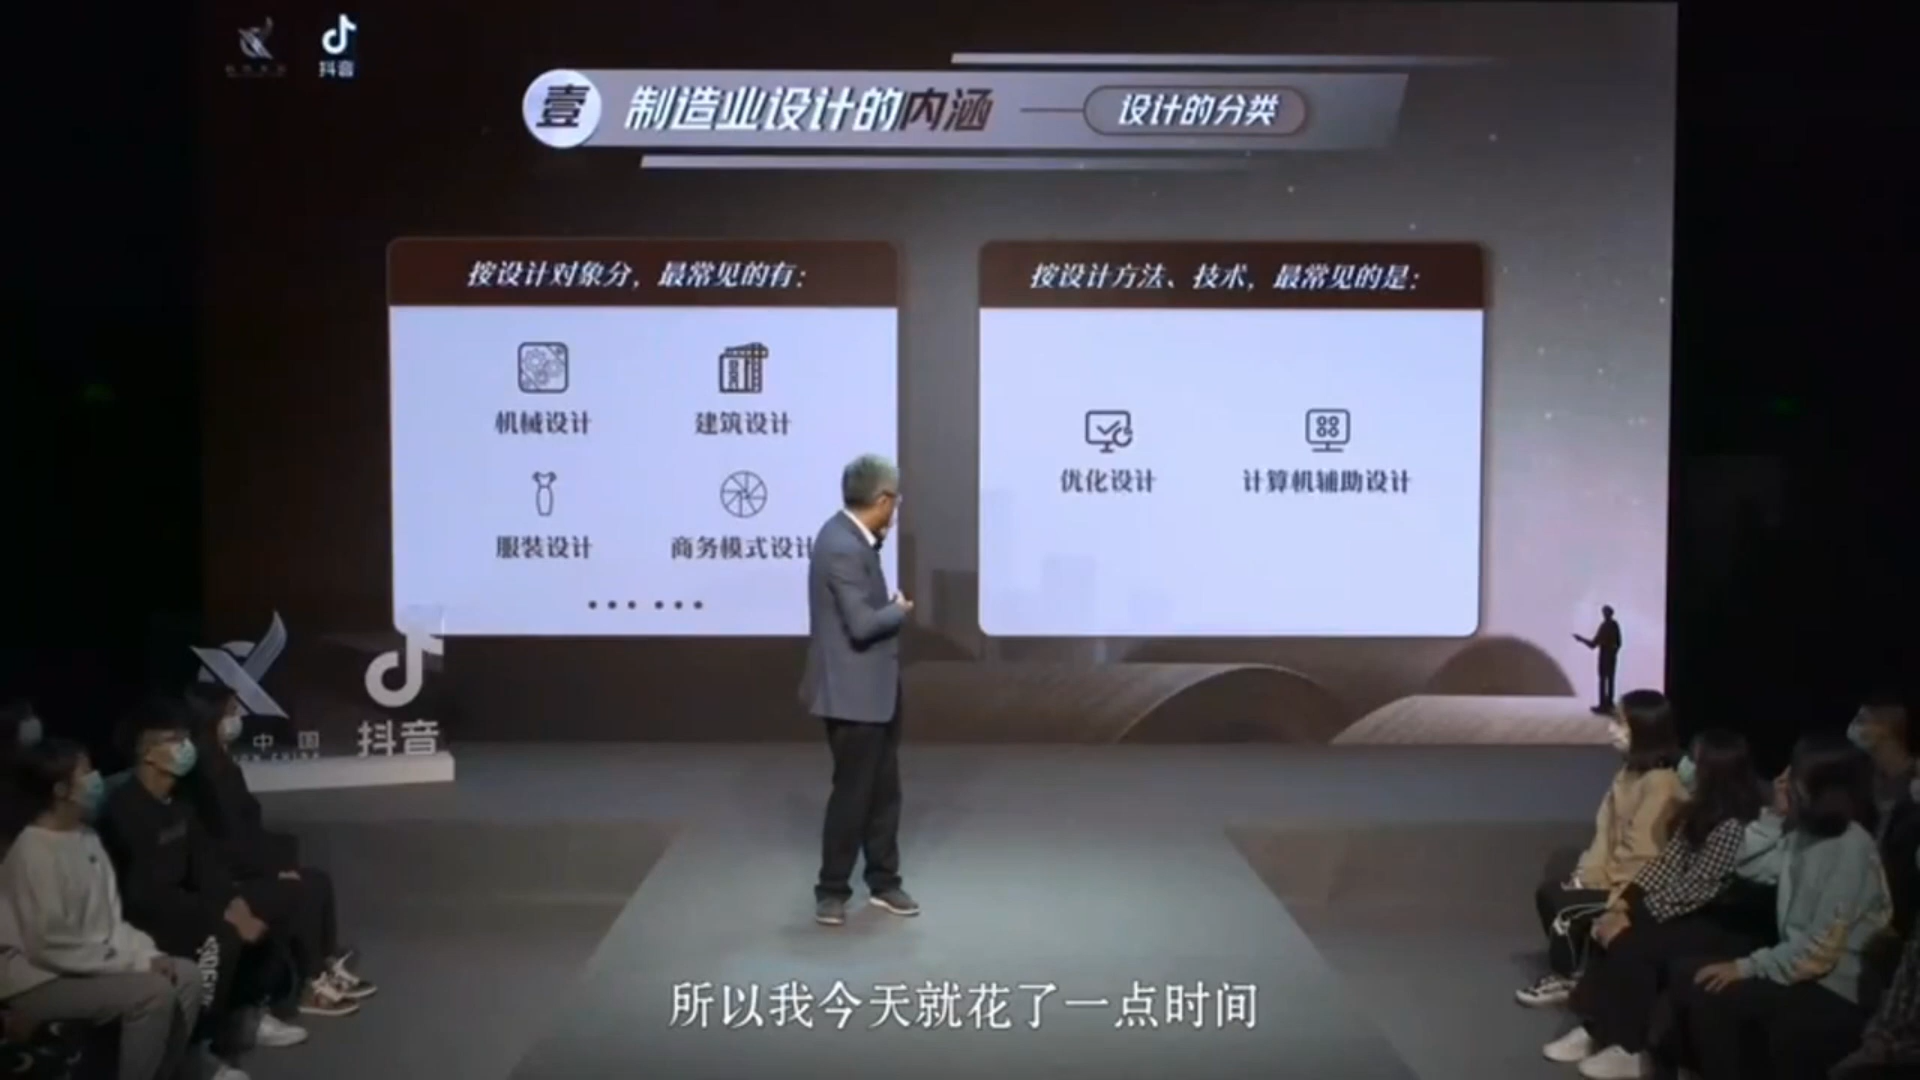 抖音
壹 制造业设计的内涵 设计的分类
按设计对象分，最常见的有：
机械设计 建筑设计
服装设计 商务模式设计
•••  •••
按设计方法、技术，最常见的是：
优化设计 计算机辅助设计
中国
抖音
所以我今天就花了一点时间